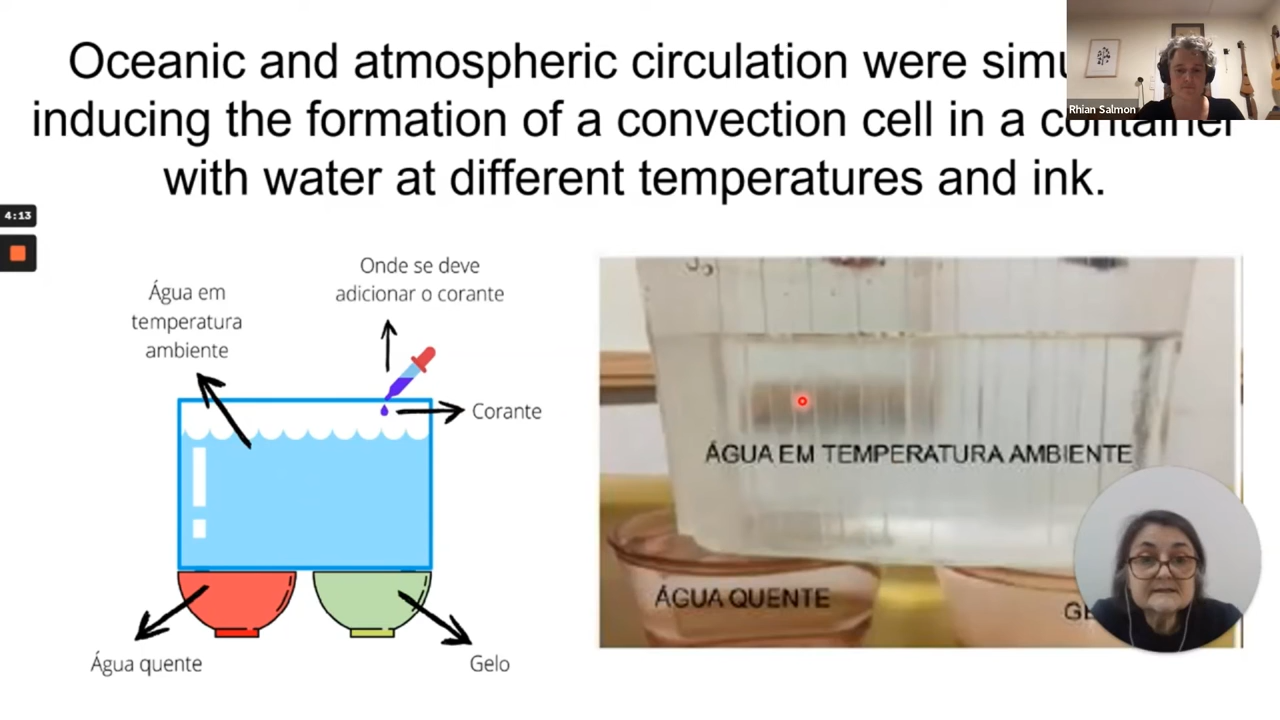 Oceanic and atmospheric circulation were
inducing the formation of a convection cell in a container
with water at different temperatures and ink.
Rhian Salmon
4:13
Onde se deve
adicionar o corante
Água em
temperatura
ambiente
Corante
Água quente
Gelo
ÁGUA EM TEMPERATURA AMBIENTE
ÁGUA QUENTE